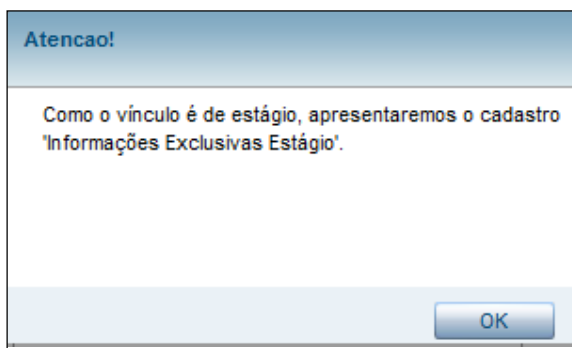 Atencao!
Como o vínculo é de estágio, apresentaremos o cadastro
'Informações Exclusivas Estágio'.
OK